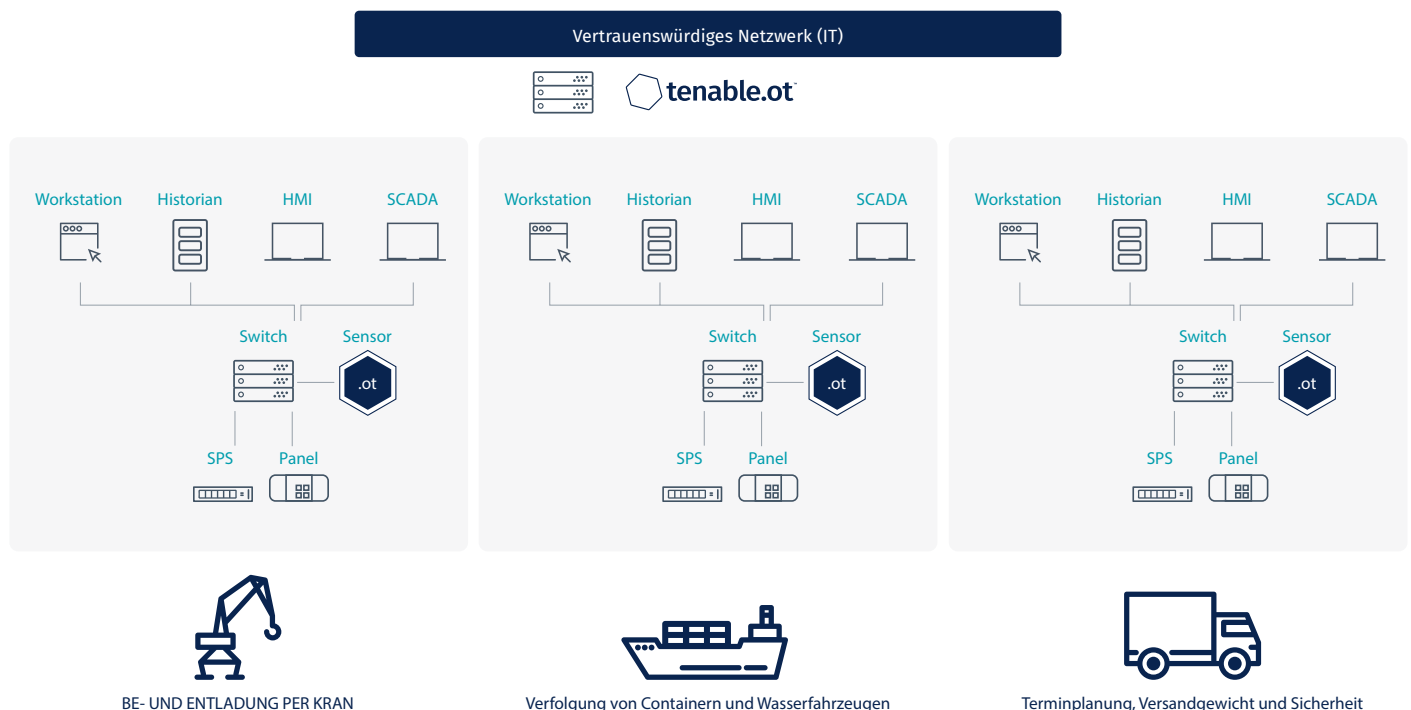 Vertrauenswürdiges Netzwerk (IT)
tenable.ot™
Workstation Historian HMI SCADA
Switch Sensor
.ot
SPS Panel
Workstation Historian HMI SCADA
Switch Sensor
.ot
SPS Panel
Workstation Historian HMI SCADA
Switch Sensor
.ot
SPS Panel
BE- UND ENTLADUNG PER KRAN
Verfolgung von Containern und Wasserfahrzeugen
Terminplanung, Versandgewicht und Sicherheit